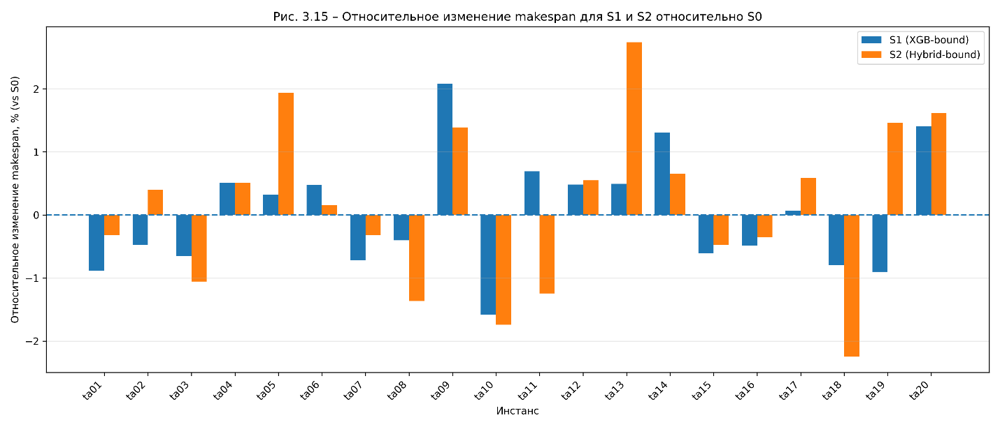 Рис. 3.15 – Относительное изменение makespan для S1 и S2 относительно S0
S1 (XGB-bound)
S2 (Hybrid-bound)
Относительное изменение makespan, % (vs S0)
2
1
0
−1
−2
ta01 ta02 ta03 ta04 ta05 ta06 ta07 ta08 ta09 ta10 ta11 ta12 ta13 ta14 ta15 ta16 ta17 ta18 ta19 ta20
Инстанс